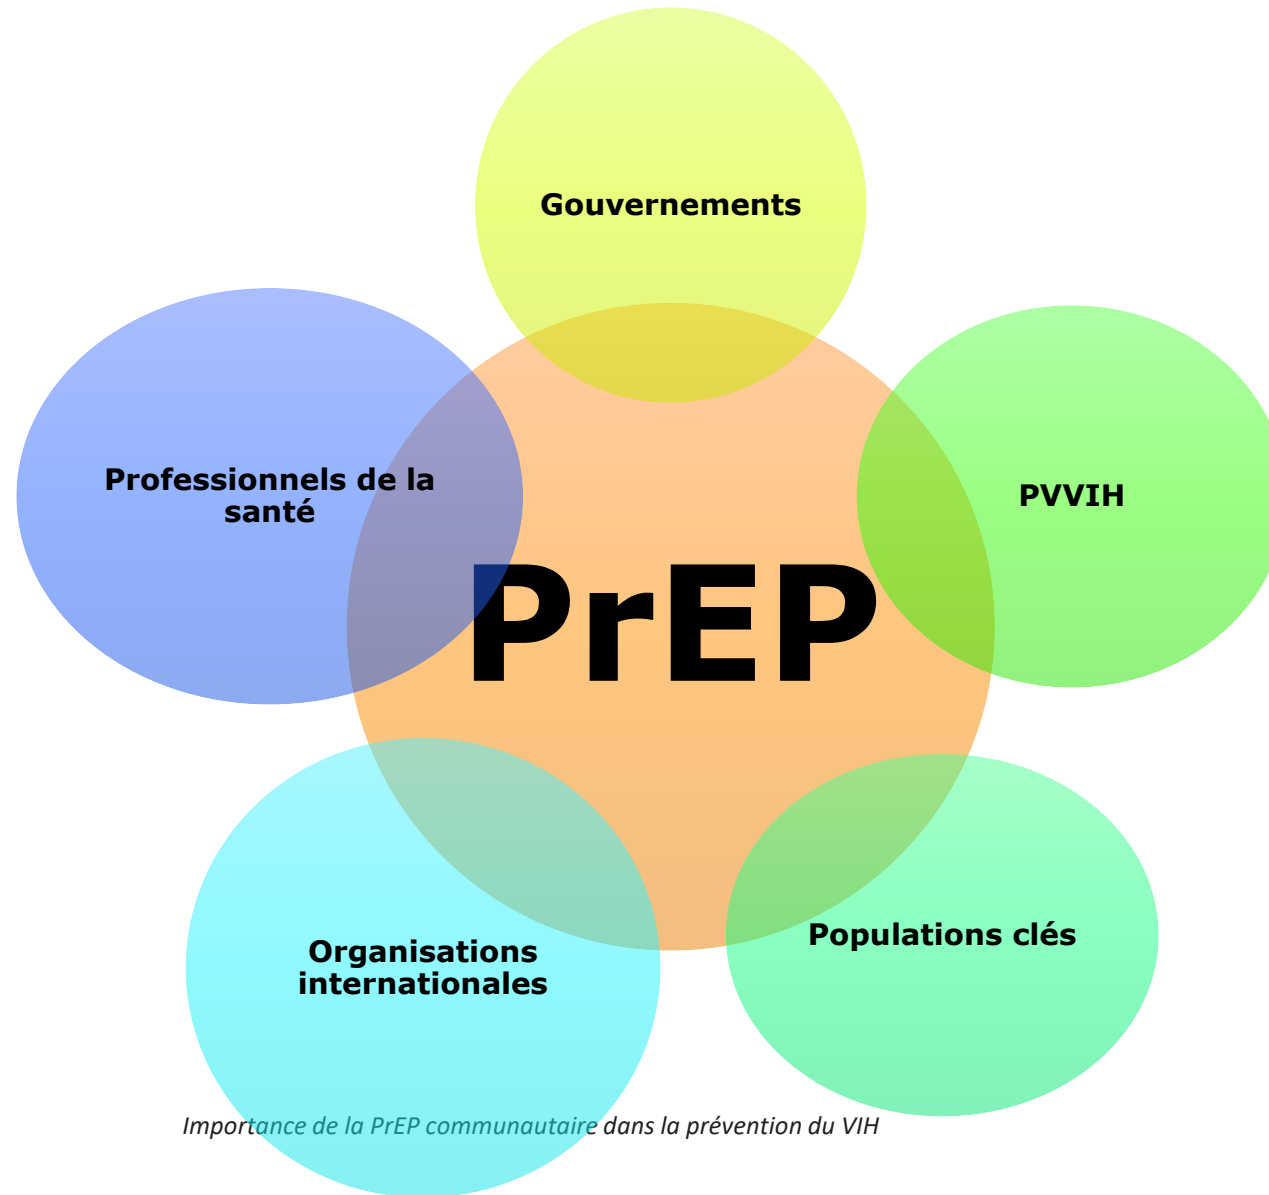 Gouvernements
Professionnels de la
santé
PVVIH
PrEP
Organisations
internationales
Populations clés
Importance de la PrEP communautaire dans la prévention du VIH